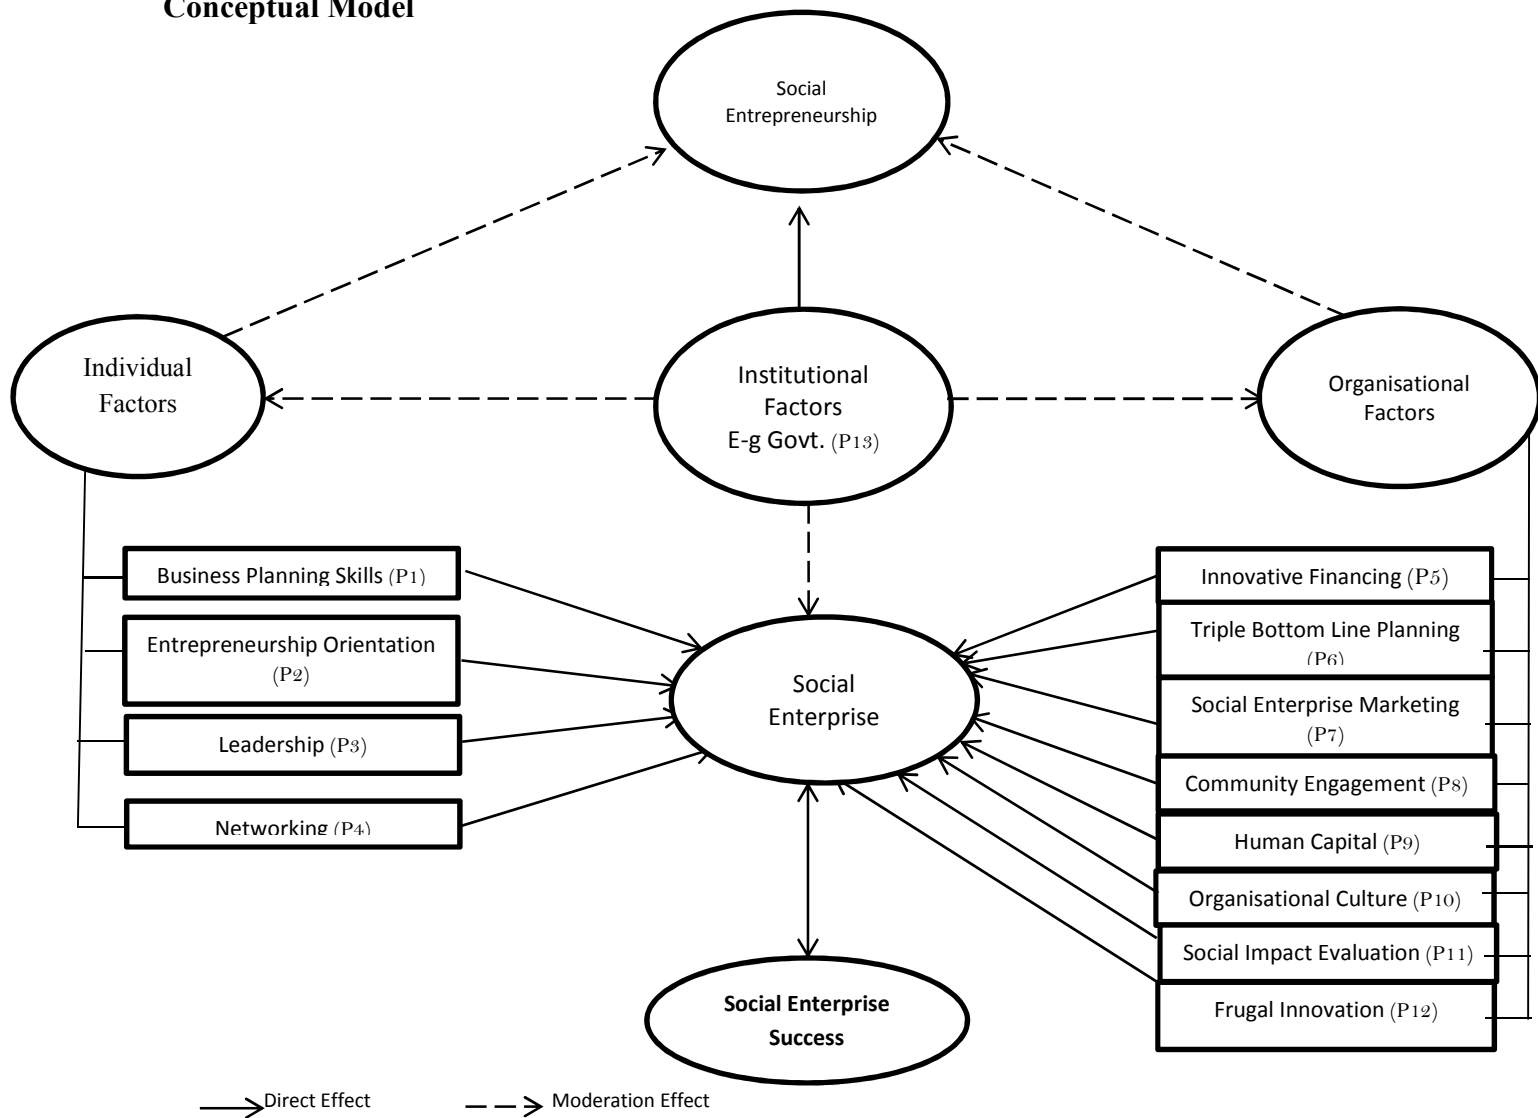 Conceptual Model
Social
Entrepreneurship
Individual
Factors
Institutional
Factors
E-g Govt. (P13)
Organisational
Factors
Business Planning Skills (P1)
Entrepreneurship Orientation
(P2)
Leadership (P3)
Networking (P4)
Social
Enterprise
Innovative Financing (P5)
Triple Bottom Line Planning
(P6)
Social Enterprise Marketing
(P7)
Community Engagement (P8)
Human Capital (P9)
Organisational Culture (P10)
Social Impact Evaluation (P11)
Frugal Innovation (P12)
Social Enterprise
Success
Direct Effect
Moderation Effect